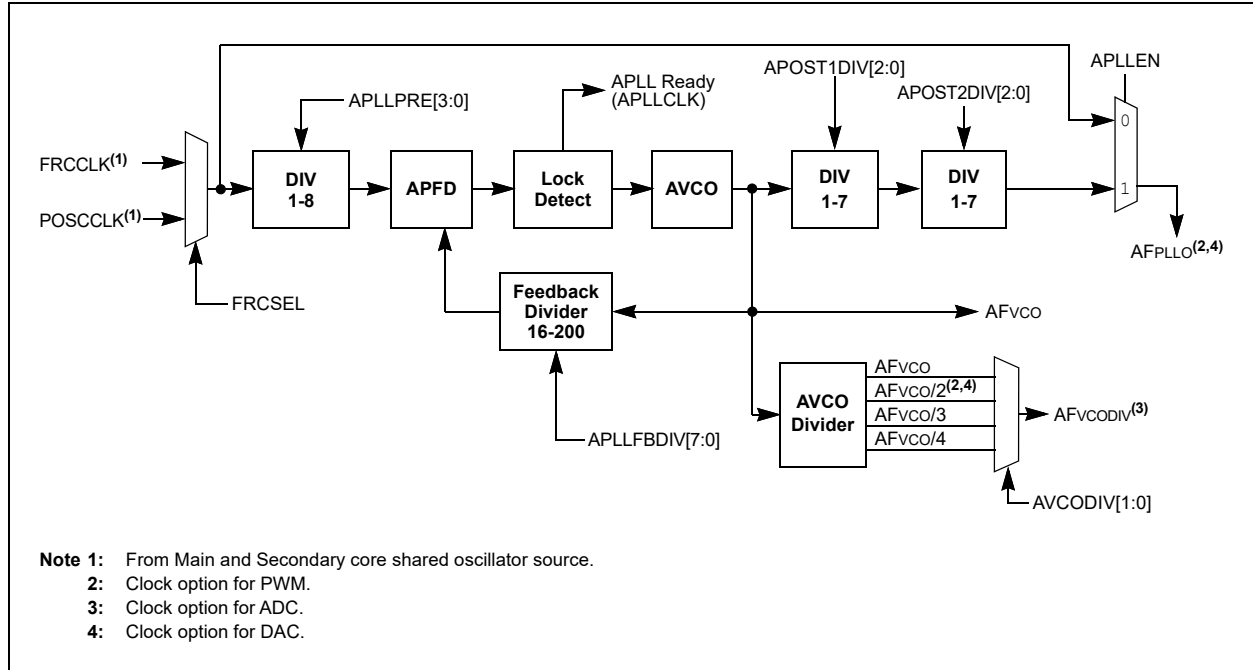 APLLEN
APOST1DIV[2:0]
APLL Ready
(APLLCLK)
APOST2DIV[2:0]
APLLPRE[3:0]
0
FRCCLK(1)
DIV
1-8
APFD
Lock
Detect
AVCO
DIV
1-7
DIV
1-7
1
POSCCLK(1)
AFPLLO(2,4)
FRCSEL
Feedback
Divider
16-200
AFVCO
AVCO
Divider
AFVCO
AFVCO/2(2,4)
AFVCO/3
AFVCO/4
AFVCODIV(3)
APLLFBDIV[7:0]
AVCODIV[1:0]
Note 1: From Main and Secondary core shared oscillator source.
2: Clock option for PWM.
3: Clock option for ADC.
4: Clock option for DAC.